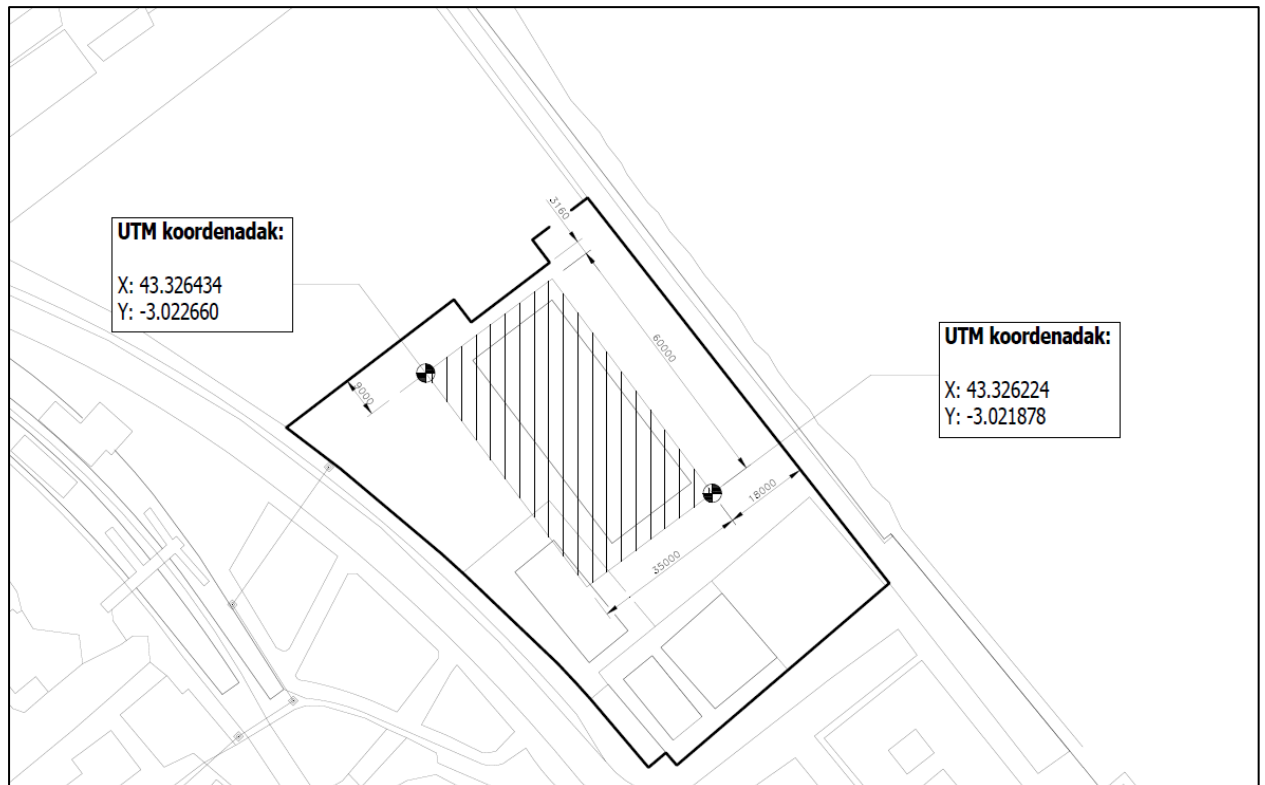 UTM koordenadak:
X: 43.326434
Y: -3.022660
3160
60000
9000
18000
35000
UTM koordenadak:
X: 43.326224
Y: -3.021878